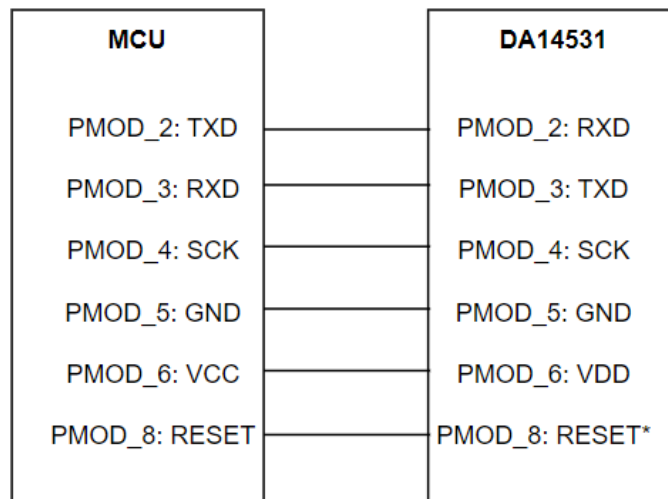 MCU DA14531
PMOD_2: TXD PMOD_2: RXD
PMOD_3: RXD PMOD_3: TXD
PMOD_4: SCK PMOD_4: SCK
PMOD_5: GND PMOD_5: GND
PMOD_6: VCC PMOD_6: VDD
PMOD_8: RESET PMOD_8: RESET*